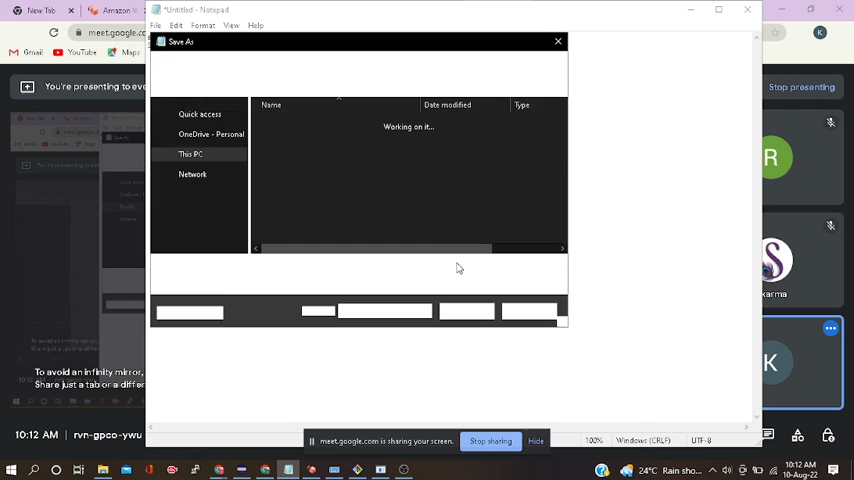 New Tab
Amazon W
*Untitled - Notepad
File Edit Format View Help
meet.google.co
K
Gmail YouTube Maps
Save As
You're presenting to eve
Stop presenting
Name Date modified Type
Quick access
Working on it...
OneDrive - Personal
This PC
Network
R
karma
K
To avoid an infinity mirror,
Share just a tab or a differe
10:12 AM rvn-gpco-ywu
meet.google.com is sharing your screen. Stop sharing Hide
100% Windows (CRLF) UTF-8
24°C Rain sho...
10:12 AM
10-Aug-22